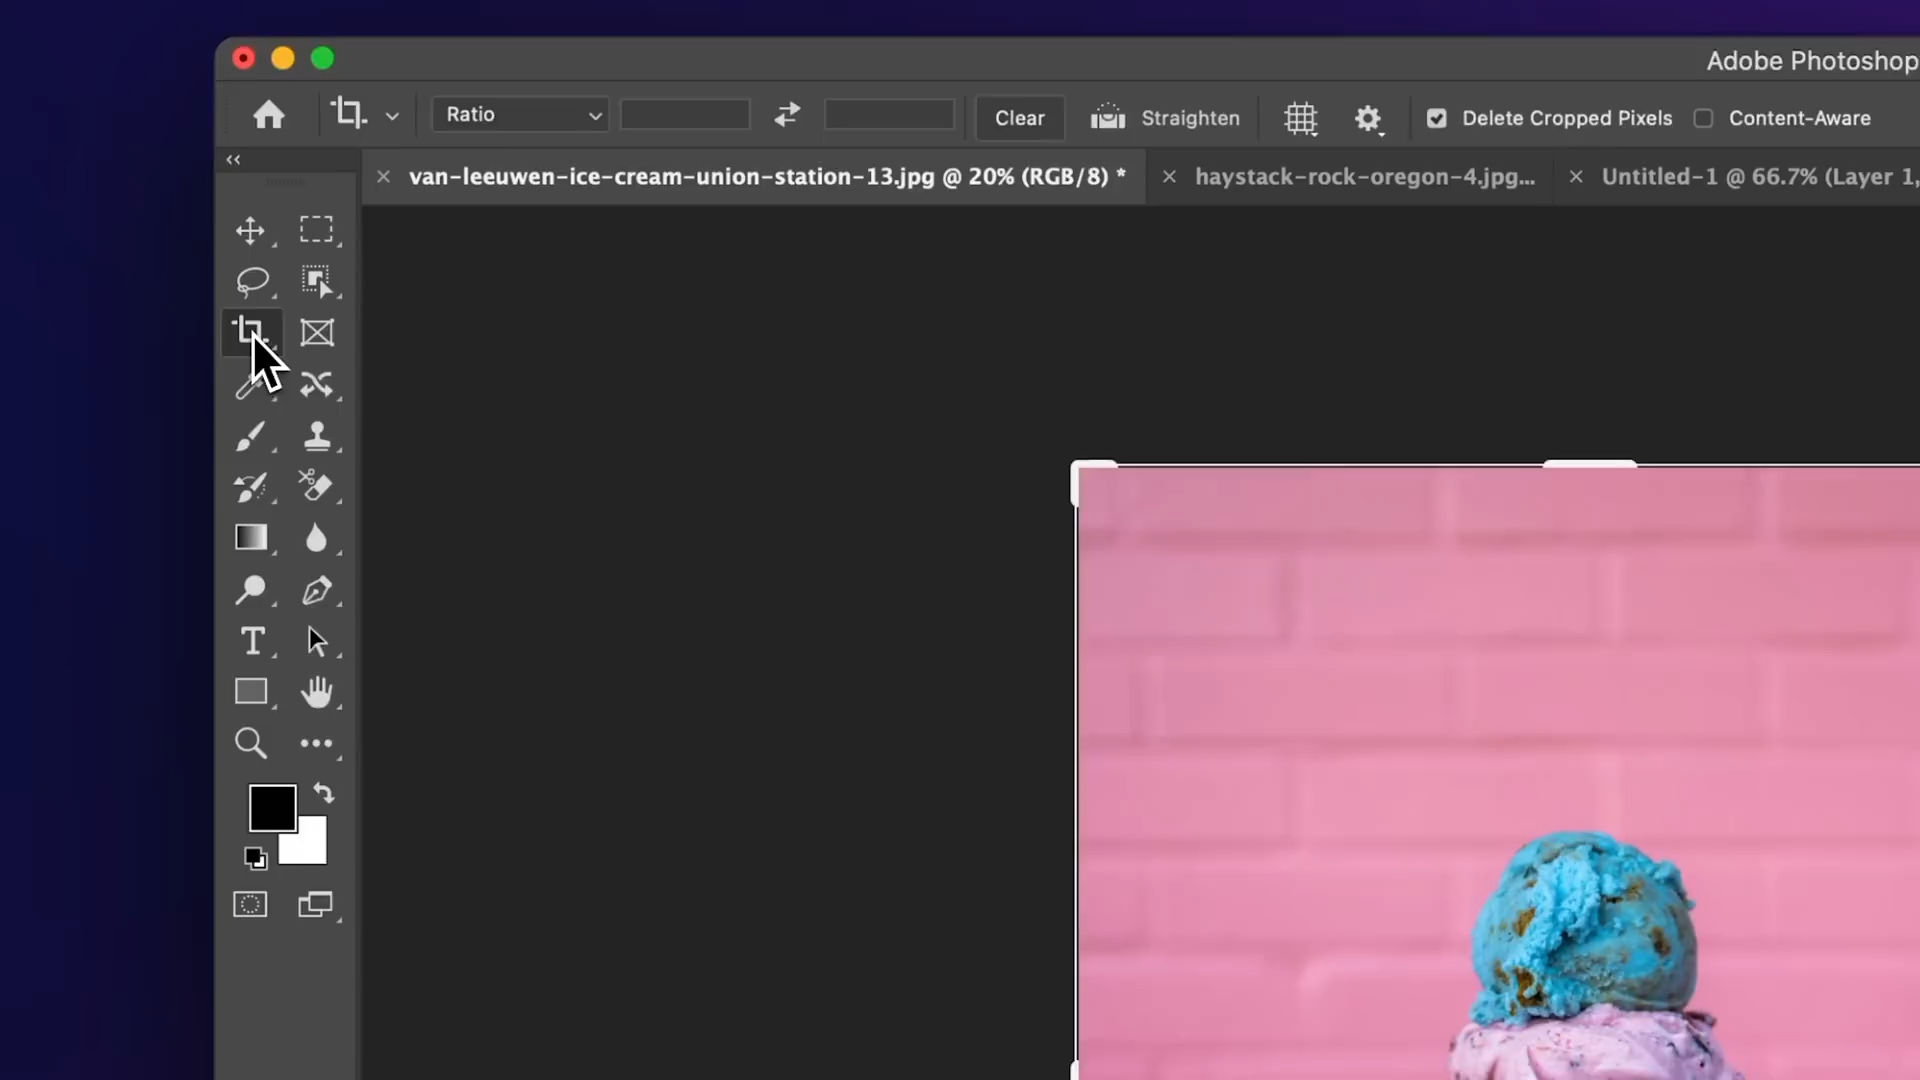 Adobe Photoshop
Ratio
Clear
Straighten
Delete Cropped Pixels
Content-Aware
van-leeuwen-ice-cream-union-station-13.jpg @ 20% (RGB/8) *
haystack-rock-oregon-4.jpg...
Untitled-1 @ 66.7% (Layer 1,